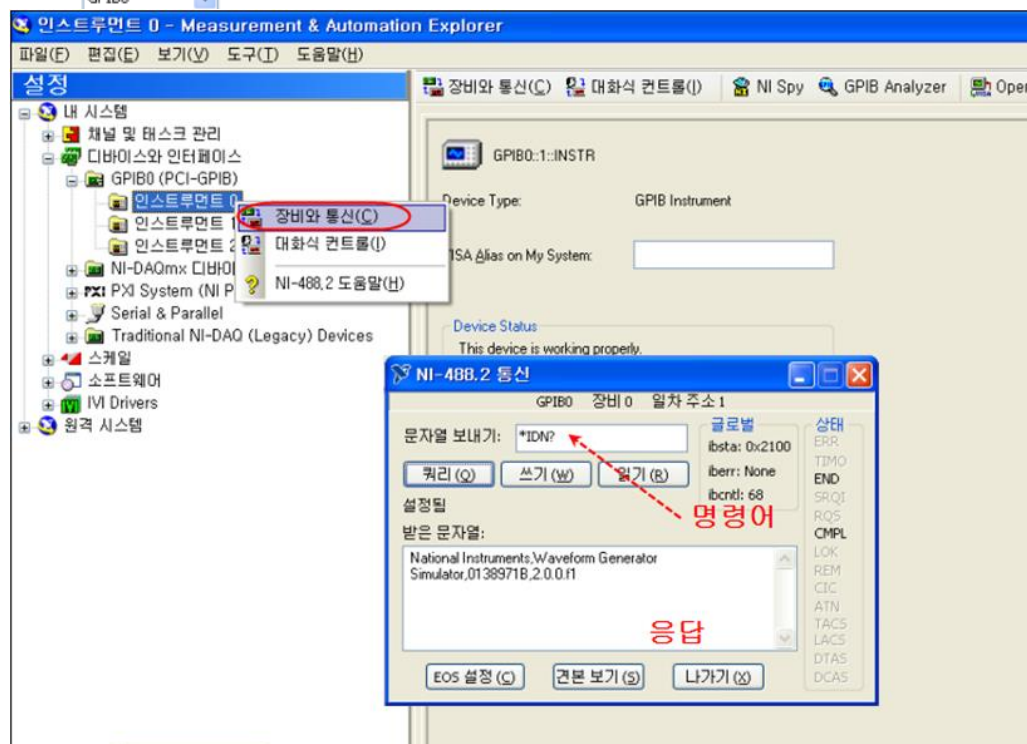 GPIB0
인스트루먼트 0 - Measurement & Automation Explorer
파일(F) 편집(E) 보기(V) 도구(T) 도움말(H)
설정
장비와 통신(C) 대화식 컨트롤(I) NI Spy GPIB Analyzer Oper
내 시스템
채널 및 태스크 관리
디바이스와 인터페이스
GPIB0 (PCI-GPIB)
인스트루먼트 0
인스트루먼트 1
인스트루먼트 2
NI-DAQmx 디바이
PXI System (NI P
Serial & Parallel
Traditional NI-DAQ (Legacy) Devices
스케일
소프트웨어
IVI Drivers
원격 시스템
장비와 통신(C)
대화식 컨트롤(I)
NI-488.2 도움말(H)
GPIB0::1::INSTR
Device Type: GPIB Instrument
ISA Alias on My System:
Device Status
This device is working properly.
NI-488.2 통신
GPIB0 장비 0 일차 주소 1
문자열 보내기: *IDN?
쿼리 (Q) 쓰기 (W) 읽기 (R)
설정됨
명령어
받은 문자열:
National Instruments,Waveform Generator
Simulator,0138971B,2.0.0.f1
응답
EOS 설정 (C) 견본 보기 (S) 나가기 (X)
글로벌
ibsta: 0x2100
iberr: None
ibcntl: 68
상태
ERR
TIMO
END
SRQI
RQS
CMPL
LOK
REM
CIC
ATN
TACS
LACS
DTAS
DCAS